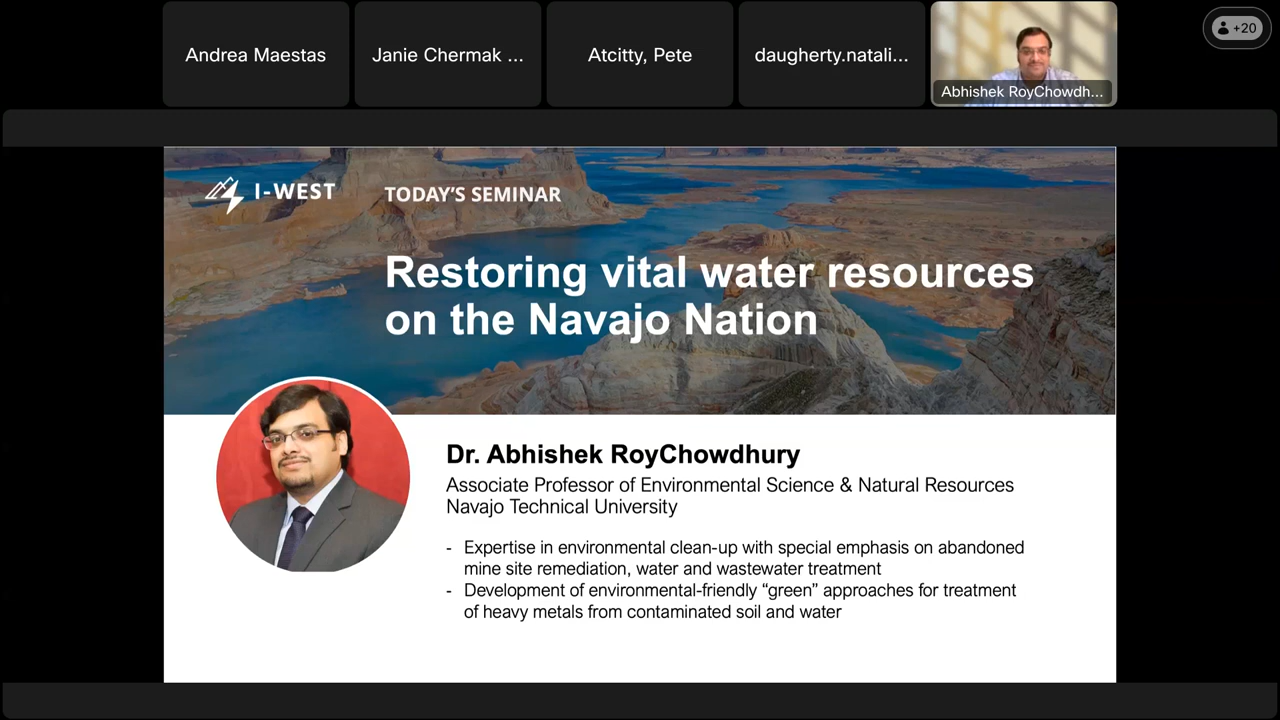 Andrea Maestas
Janie Chermak ...
Atcitty, Pete
daugherty.natali...
Abhishek RoyChowdh...
+20
I-WEST
TODAY'S SEMINAR
Restoring vital water resources
on the Navajo Nation
Dr. Abhishek RoyChowdhury
Associate Professor of Environmental Science & Natural Resources
Navajo Technical University
- Expertise in environmental clean-up with special emphasis on abandoned
mine site remediation, water and wastewater treatment
- Development of environmental-friendly “green” approaches for treatment
of heavy metals from contaminated soil and water